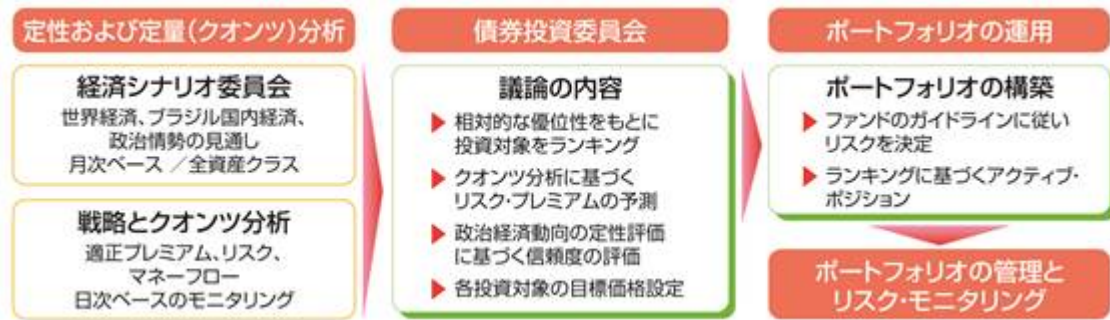 定性および定量(クオンツ)分析
経済シナリオ委員会
世界経済、ブラジル国内経済、
政治情勢の見通し
月次ベース ／全資産クラス
戦略とクオンツ分析
適正プレミアム、リスク、
マネーフロー
日次ベースのモニタリング
債券投資委員会
議論の内容
▶ 相対的な優位性をもとに
投資対象をランキング
▶ クオンツ分析に基づく
リスク・プレミアムの予測
▶ 政治経済動向の定性評価
に基づく信頼度の評価
▶ 各投資対象の目標価格設定
ポートフォリオの運用
ポートフォリオの構築
▶ ファンドのガイドラインに従い
リスクを決定
▶ ランキングに基づくアクティブ・
ポジション
ポートフォリオの管理と
リスク・モニタリング